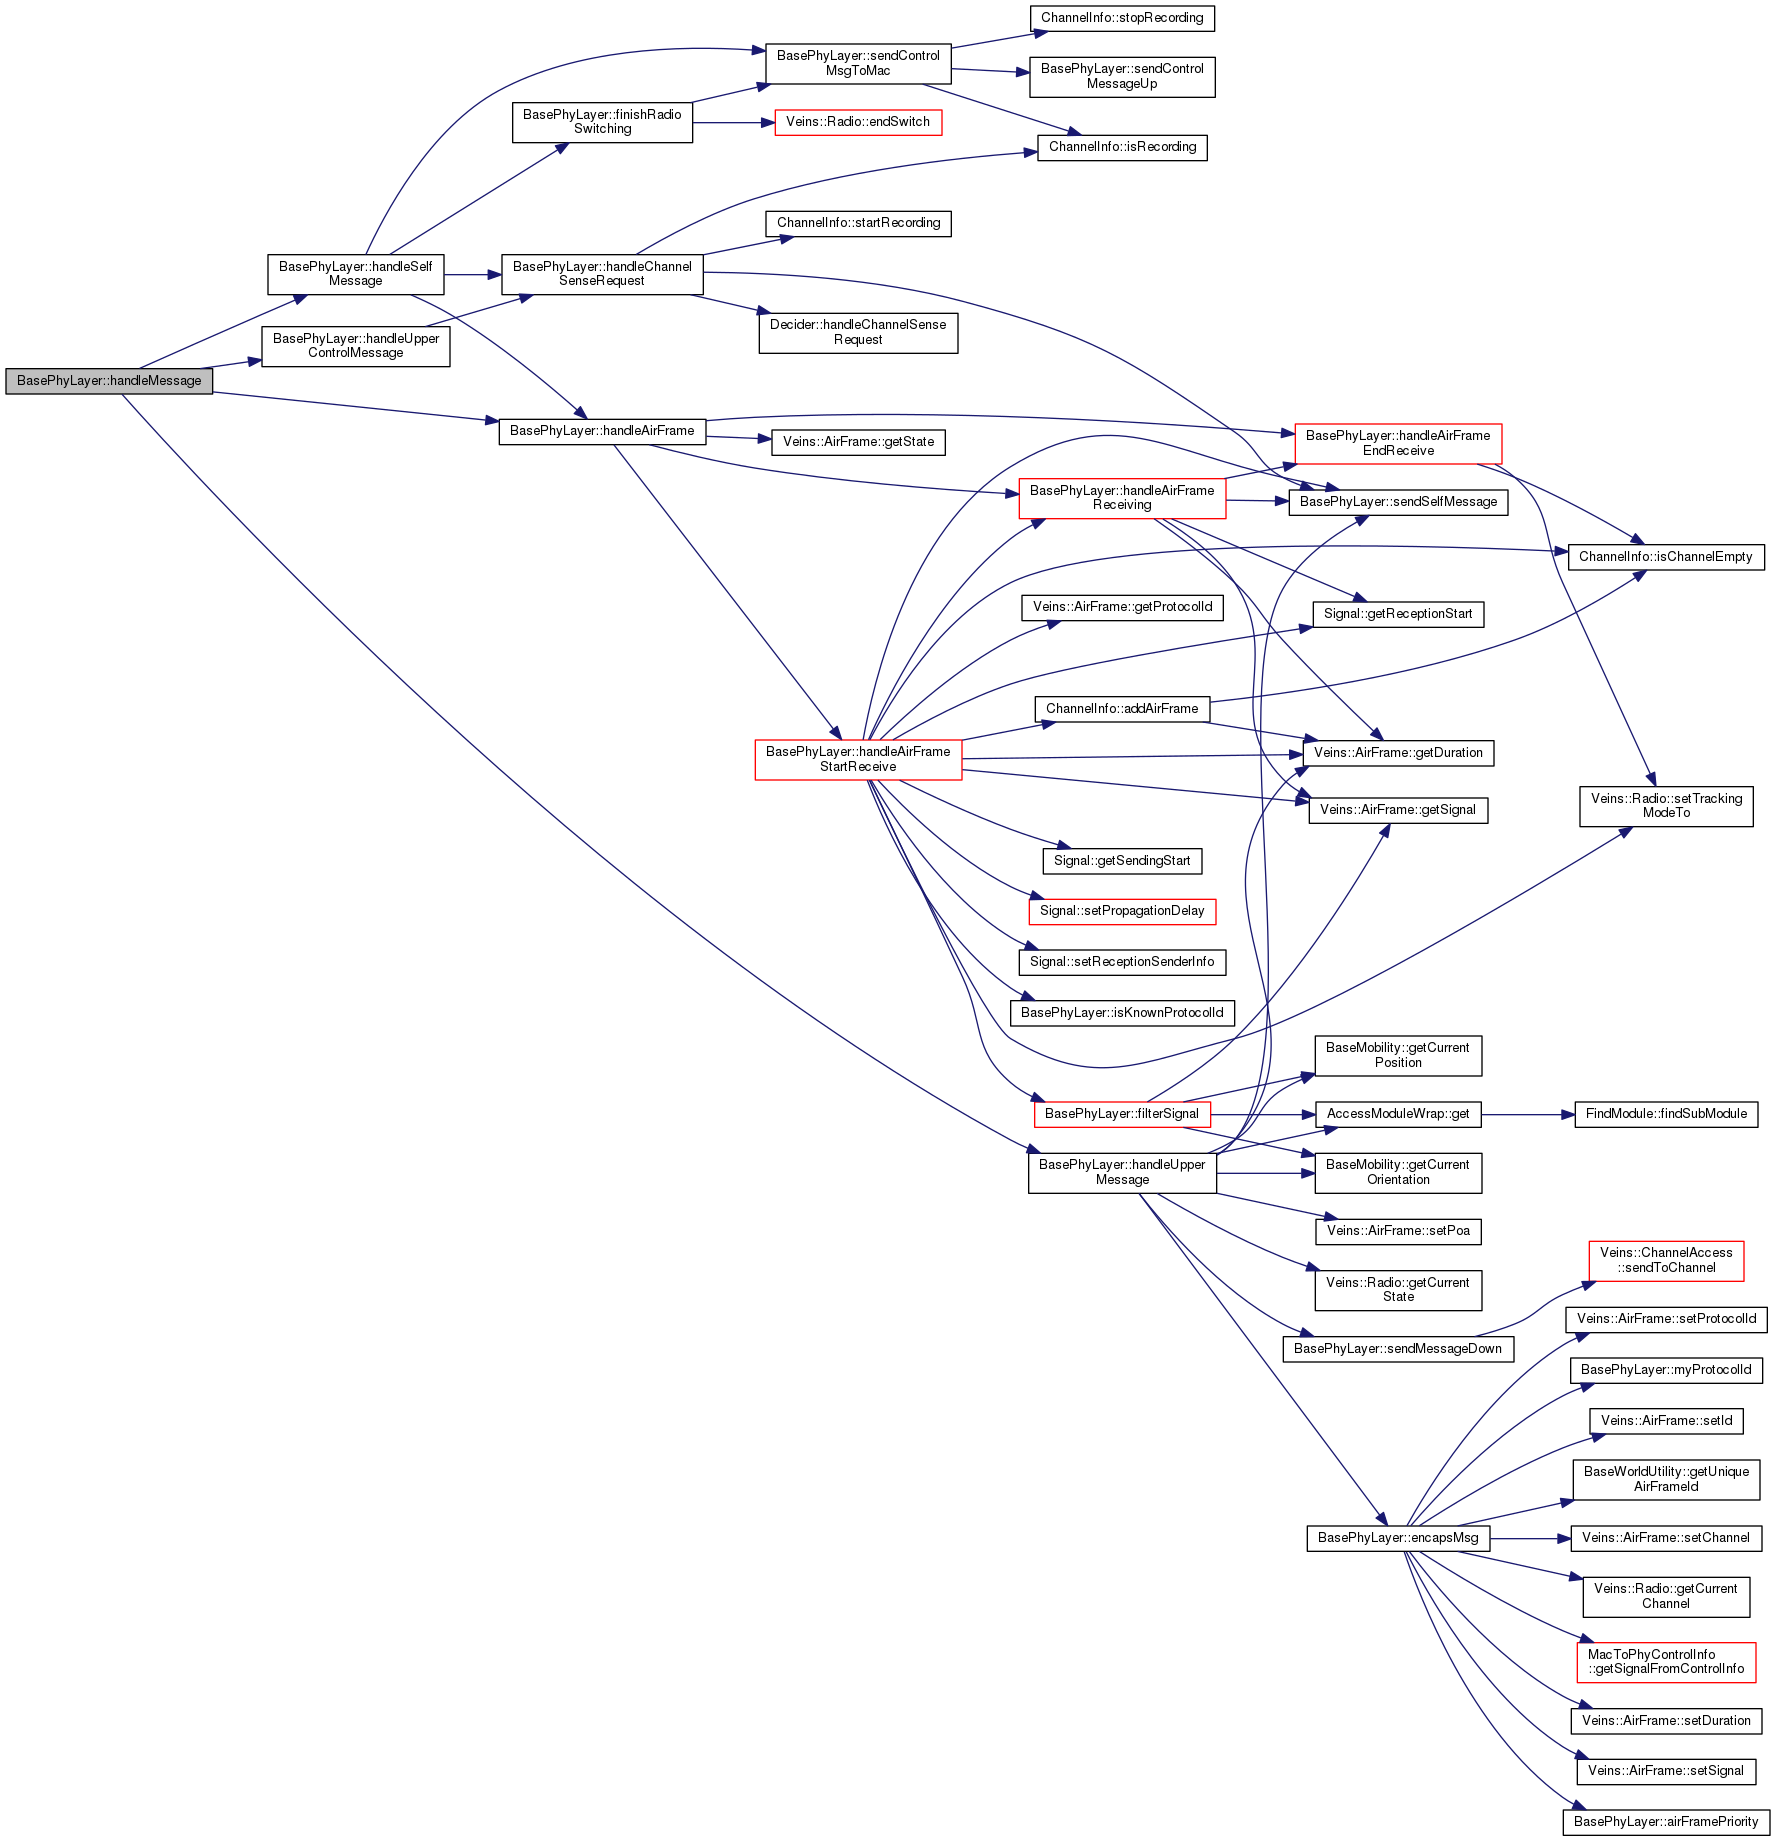 ChannelInfo::stopRecording
BasePhyLayer::sendControl
MsgToMac
BasePhyLayer::sendControl
MessageUp
BasePhyLayer::finishRadio
Switching
Veins::Radio::endSwitch
ChannelInfo::isRecording
ChannelInfo::startRecording
BasePhyLayer::handleSelf
Message
BasePhyLayer::handleChannel
SenseRequest
Decider::handleChannelSense
Request
BasePhyLayer::handleUpper
ControlMessage
BasePhyLayer::handleMessage
BasePhyLayer::handleAirFrame
Veins::AirFrame::getState
BasePhyLayer::handleAirFrame
EndReceive
BasePhyLayer::handleAirFrame
Receiving
BasePhyLayer::sendSelfMessage
ChannelInfo::isChannelEmpty
Veins::AirFrame::getProtocolId
Signal::getReceptionStart
ChannelInfo::addAirFrame
BasePhyLayer::handleAirFrame
StartReceive
Veins::AirFrame::getDuration
Veins::AirFrame::getSignal
Veins::Radio::setTracking
ModeTo
Signal::getSendingStart
Signal::setPropagationDelay
Signal::setReceptionSenderInfo
BasePhyLayer::isKnownProtocolId
BaseMobility::getCurrent
Position
BasePhyLayer::filterSignal
AccessModuleWrap::get
FindModule::findSubModule
BasePhyLayer::handleUpper
Message
BaseMobility::getCurrent
Orientation
Veins::AirFrame::setPoa
Veins::Radio::getCurrent
State
Veins::ChannelAccess
::sendToChannel
BasePhyLayer::sendMessageDown
Veins::AirFrame::setProtocolId
BasePhyLayer::myProtocolId
Veins::AirFrame::setId
BaseWorldUtility::getUnique
AirFrameId
BasePhyLayer::encapsMsg
Veins::AirFrame::setChannel
Veins::Radio::getCurrent
Channel
MacToPhyControlInfo
::getSignalFromControlInfo
Veins::AirFrame::setDuration
Veins::AirFrame::setSignal
BasePhyLayer::airFramePriority